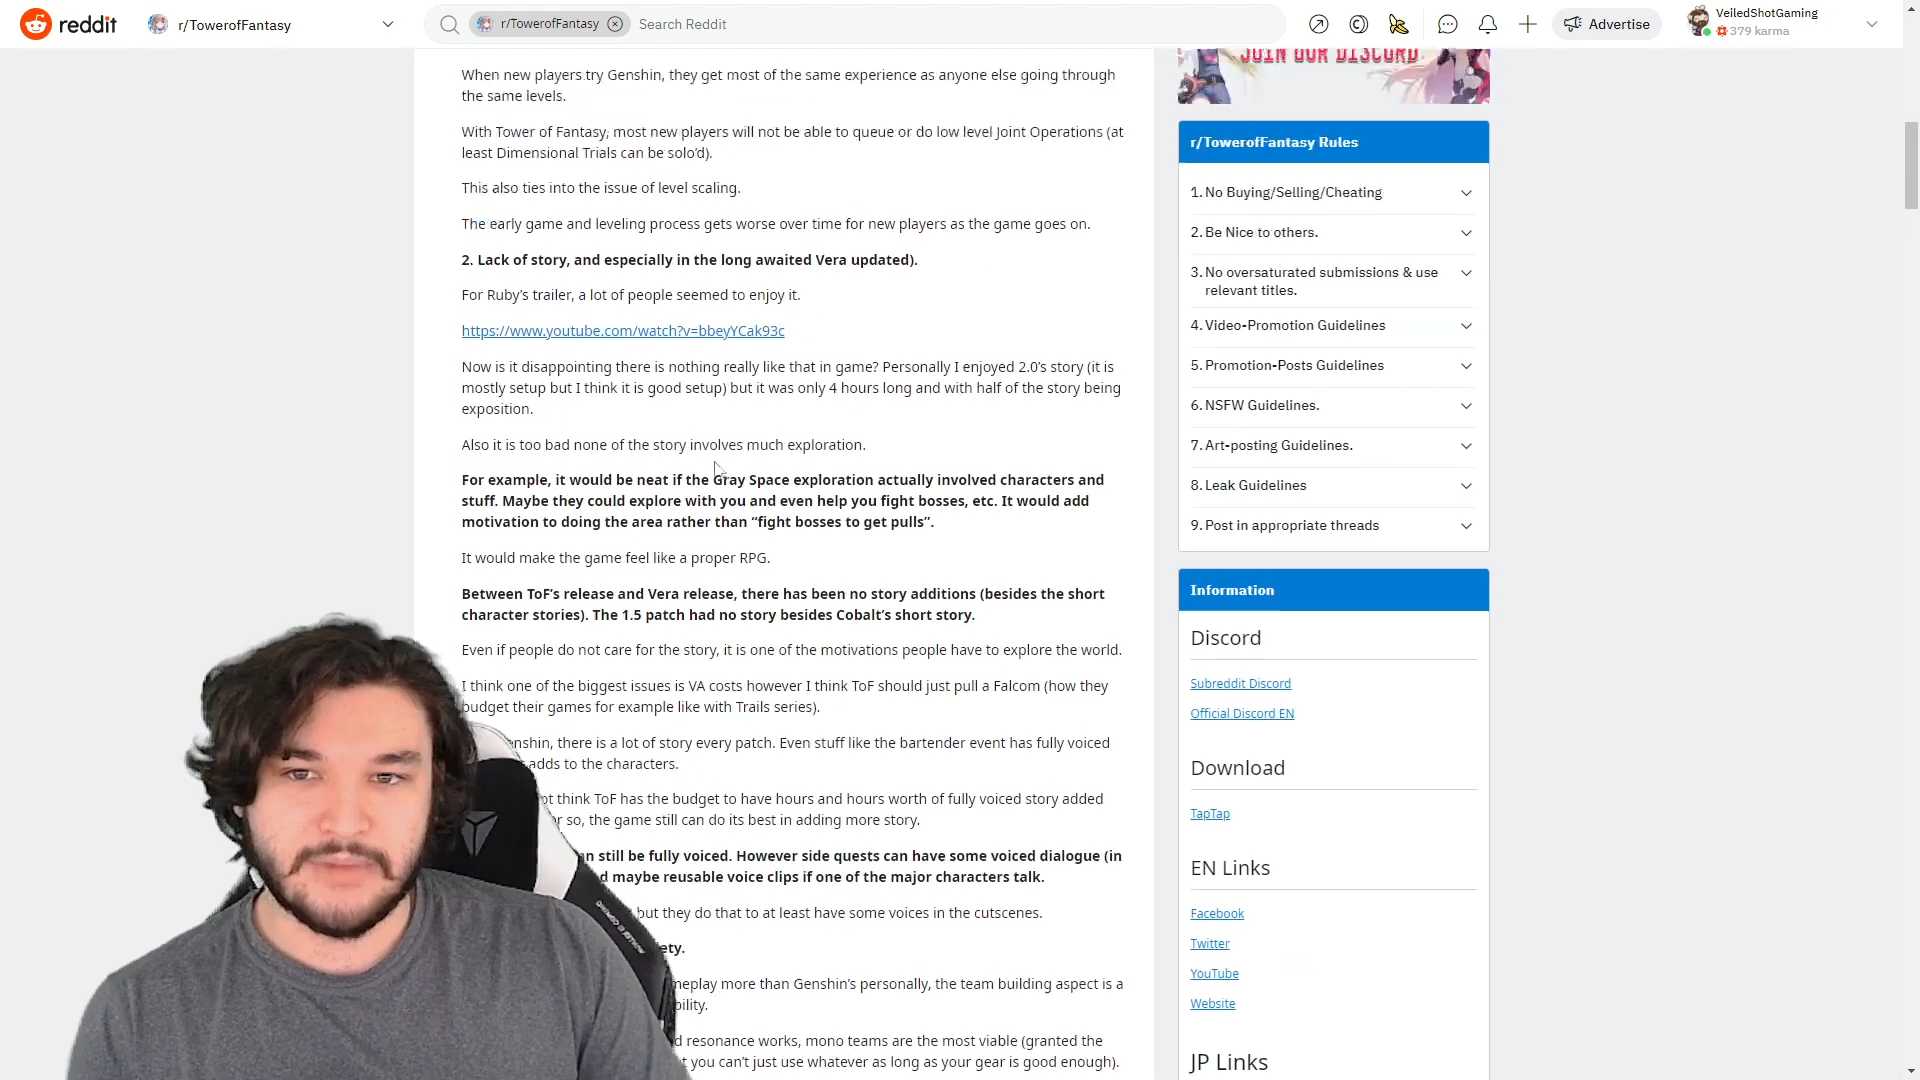 reddit
r/TowerofFantasy
r/TowerofFantasy
Search Reddit
Advertise
VeiledShotGaming
379 karma
JOIN OUR DISCORD
When new players try Genshin, they get most of the same experience as anyone else going through
the same levels.
With Tower of Fantasy, most new players will not be able to queue or do low level Joint Operations (at
least Dimensional Trials can be solo'd).
This also ties into the issue of level scaling.
The early game and leveling process gets worse over time for new players as the game goes on.
2. Lack of story, and especially in the long awaited Vera updated).
For Ruby's trailer, a lot of people seemed to enjoy it.
https://www.youtube.com/watch?v=bbeyYCak93c
Now is it disappointing there is nothing really like that in game? Personally I enjoyed 2.0's story (it is
mostly setup but I think it is good setup) but it was only 4 hours long and with half of the story being
exposition.
Also it is too bad none of the story involves much exploration.
For example, it would be neat if the Gray Space exploration actually involved characters and
stuff. Maybe they could explore with you and even help you fight bosses, etc. It would add
motivation to doing the area rather than “fight bosses to get pulls”.
It would make the game feel like a proper RPG.
Between ToF's release and Vera release, there has been no story additions (besides the short
character stories). The 1.5 patch had no story besides Cobalt's short story.
Even if people do not care for the story, it is one of the motivations people have to explore the world.
I think one of the biggest issues is VA costs however I think ToF should just pull a Falcom (how they
budget their games for example like with Trails series).
enshin, there is a lot of story every patch. Even stuff like the bartender event has fully voiced
adds to the characters.
ot think ToF has the budget to have hours and hours worth of fully voiced story added
or so, the game still can do its best in adding more story.
n still be fully voiced. However side quests can have some voiced dialogue (in
d maybe reusable voice clips if one of the major characters talk.
but they do that to at least have some voices in the cutscenes.
ety.
meplay more than Genshin's personally, the team building aspect is a
bility.
d resonance works, mono teams are the most viable (granted the
t you can't just use whatever as long as your gear is good enough).
r/TowerofFantasy Rules
1. No Buying/Selling/Cheating
2. Be Nice to others.
3. No oversaturated submissions & use
relevant titles.
4. Video-Promotion Guidelines
5. Promotion-Posts Guidelines
6. NSFW Guidelines.
7. Art-posting Guidelines.
8. Leak Guidelines
9. Post in appropriate threads
Information
Discord
Subreddit Discord
Official Discord EN
Download
TapTap
EN Links
Facebook
Twitter
YouTube
Website
JP Links